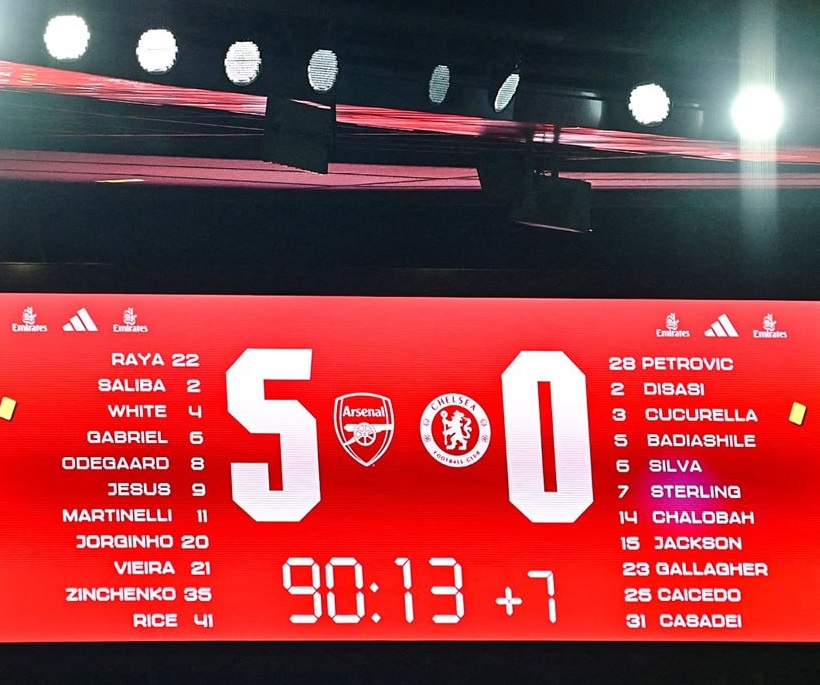 Emirates Emirates Emirates Emirates
RAYA 22
SALIBA 2
WHITE 4
GABRIEL 6
ODEGAARD 8
JESUS 9
MARTINELLI 11
JORGINHO 20
VIEIRA 21
ZINCHENKO 35
RICE 41
5
Arsenal
CHELSEA
FOOTBALL CLUB
0
28 PETROVIC
2 DISASI
3 CUCURELLA
5 BADIASHILE
6 SILVA
7 STERLING
14 CHALOBAH
15 JACKSON
23 GALLAGHER
25 CAICEDO
31 CASADEI
90:13 +7